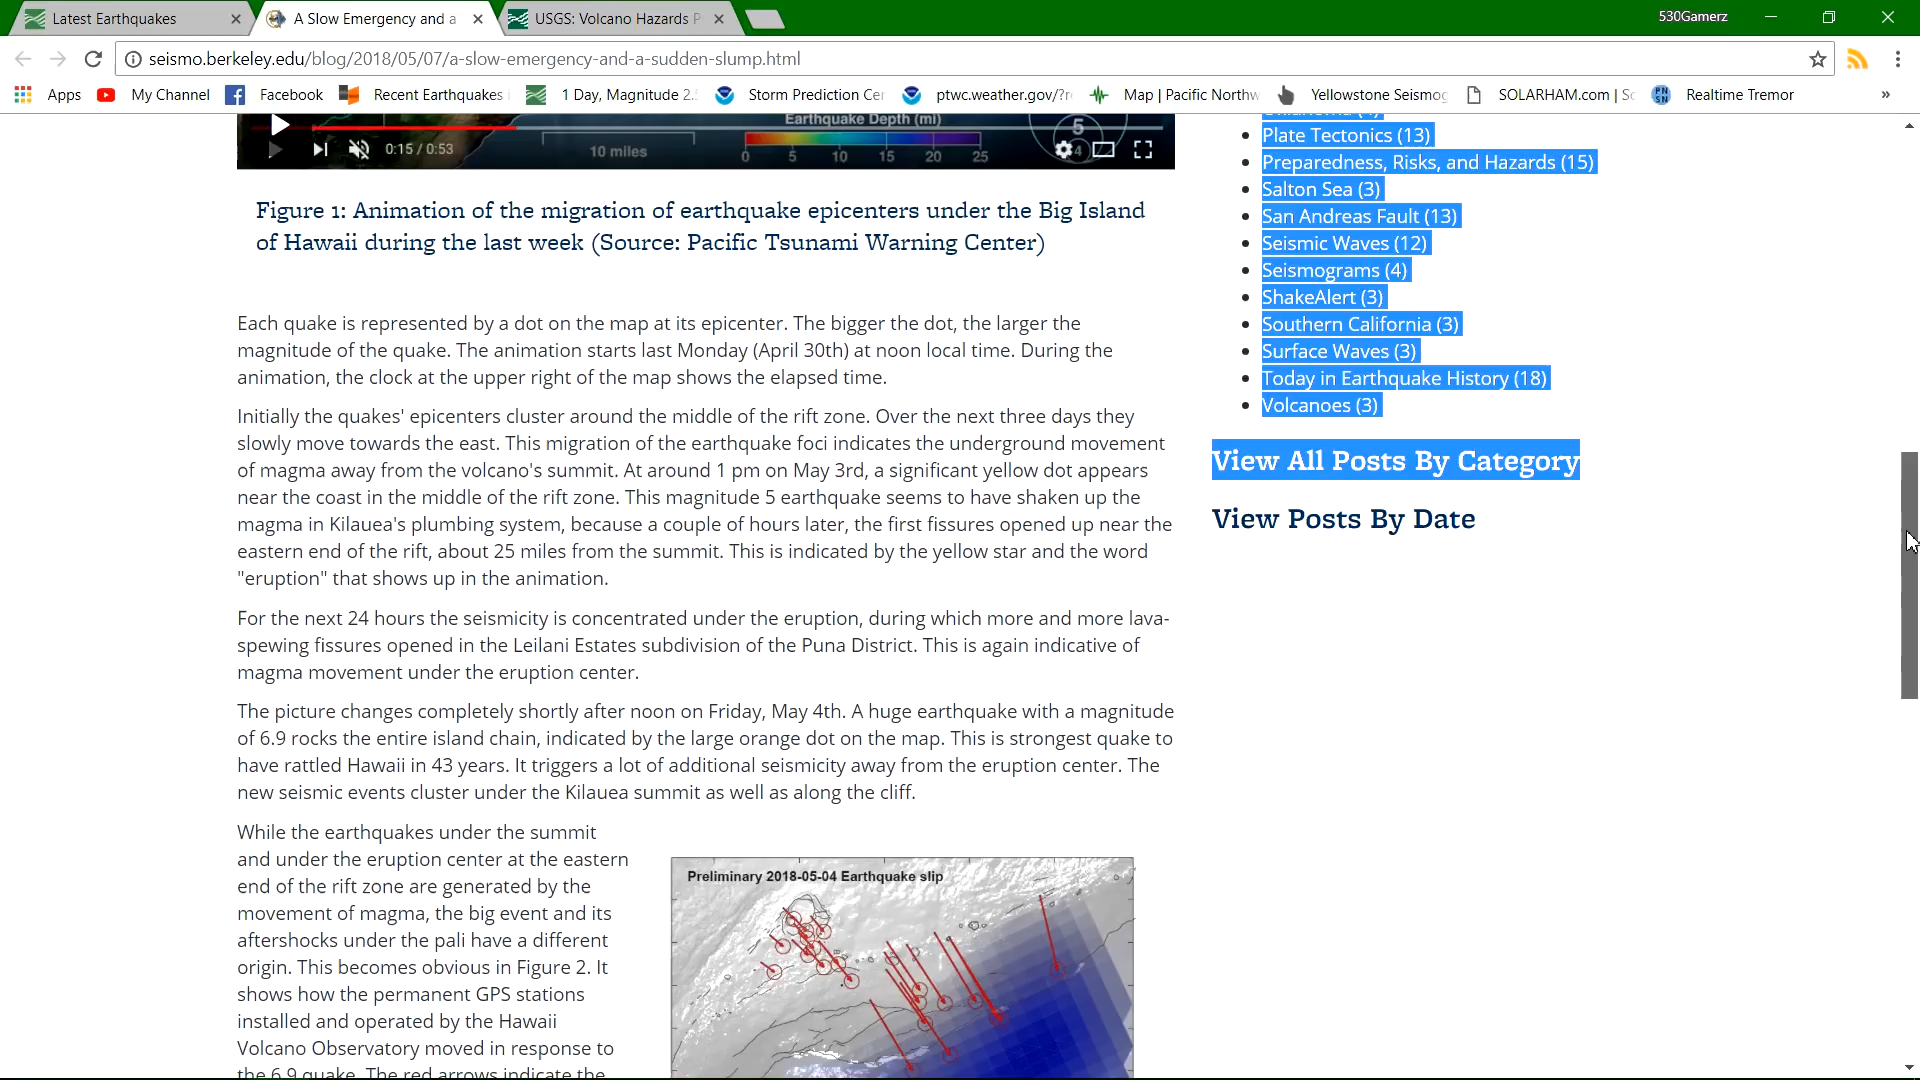 Latest Earthquakes
A Slow Emergency and a
USGS: Volcano Hazards P
530Gamerz
seismo.berkeley.edu/blog/2018/05/07/a-slow-emergency-and-a-sudden-slump.html
Apps
My Channel
Facebook
Recent Earthquakes
1 Day, Magnitude 2.
Storm Prediction Cer
ptwc.weather.gov/?r
Map | Pacific Northw
Yellowstone Seismog
SOLARHAM.com | S
Realtime Tremor
»
Earthquake Depth (mi)
0:15 / 0:53
10 miles
0 5 10 15 20 25
5
4
Figure 1: Animation of the migration of earthquake epicenters under the Big Island
of Hawaii during the last week (Source: Pacific Tsunami Warning Center)
Each quake is represented by a dot on the map at its epicenter. The bigger the dot, the larger the
magnitude of the quake. The animation starts last Monday (April 30th) at noon local time. During the
animation, the clock at the upper right of the map shows the elapsed time.
Initially the quakes' epicenters cluster around the middle of the rift zone. Over the next three days they
slowly move towards the east. This migration of the earthquake foci indicates the underground movement
of magma away from the volcano's summit. At around 1 pm on May 3rd, a significant yellow dot appears
near the coast in the middle of the rift zone. This magnitude 5 earthquake seems to have shaken up the
magma in Kilauea's plumbing system, because a couple of hours later, the first fissures opened up near the
eastern end of the rift, about 25 miles from the summit. This is indicated by the yellow star and the word
"eruption" that shows up in the animation.
For the next 24 hours the seismicity is concentrated under the eruption, during which more and more lava-
spewing fissures opened in the Leilani Estates subdivision of the Puna District. This is again indicative of
magma movement under the eruption center.
The picture changes completely shortly after noon on Friday, May 4th. A huge earthquake with a magnitude
of 6.9 rocks the entire island chain, indicated by the large orange dot on the map. This is strongest quake to
have rattled Hawaii in 43 years. It triggers a lot of additional seismicity away from the eruption center. The
new seismic events cluster under the Kilauea summit as well as along the cliff.
While the earthquakes under the summit
and under the eruption center at the eastern
end of the rift zone are generated by the
movement of magma, the big event and its
aftershocks under the pali have a different
origin. This becomes obvious in Figure 2. It
shows how the permanent GPS stations
installed and operated by the Hawaii
Volcano Observatory moved in response to
the 6.9 quake. The red arrows indicate the
Preliminary 2018-05-04 Earthquake slip
Plate Tectonics (13)
Preparedness, Risks, and Hazards (15)
Salton Sea (3)
San Andreas Fault (13)
Seismic Waves (12)
Seismograms (4)
ShakeAlert (3)
Southern California (3)
Surface Waves (3)
Today in Earthquake History (18)
Volcanoes (3)
View All Posts By Category
View Posts By Date